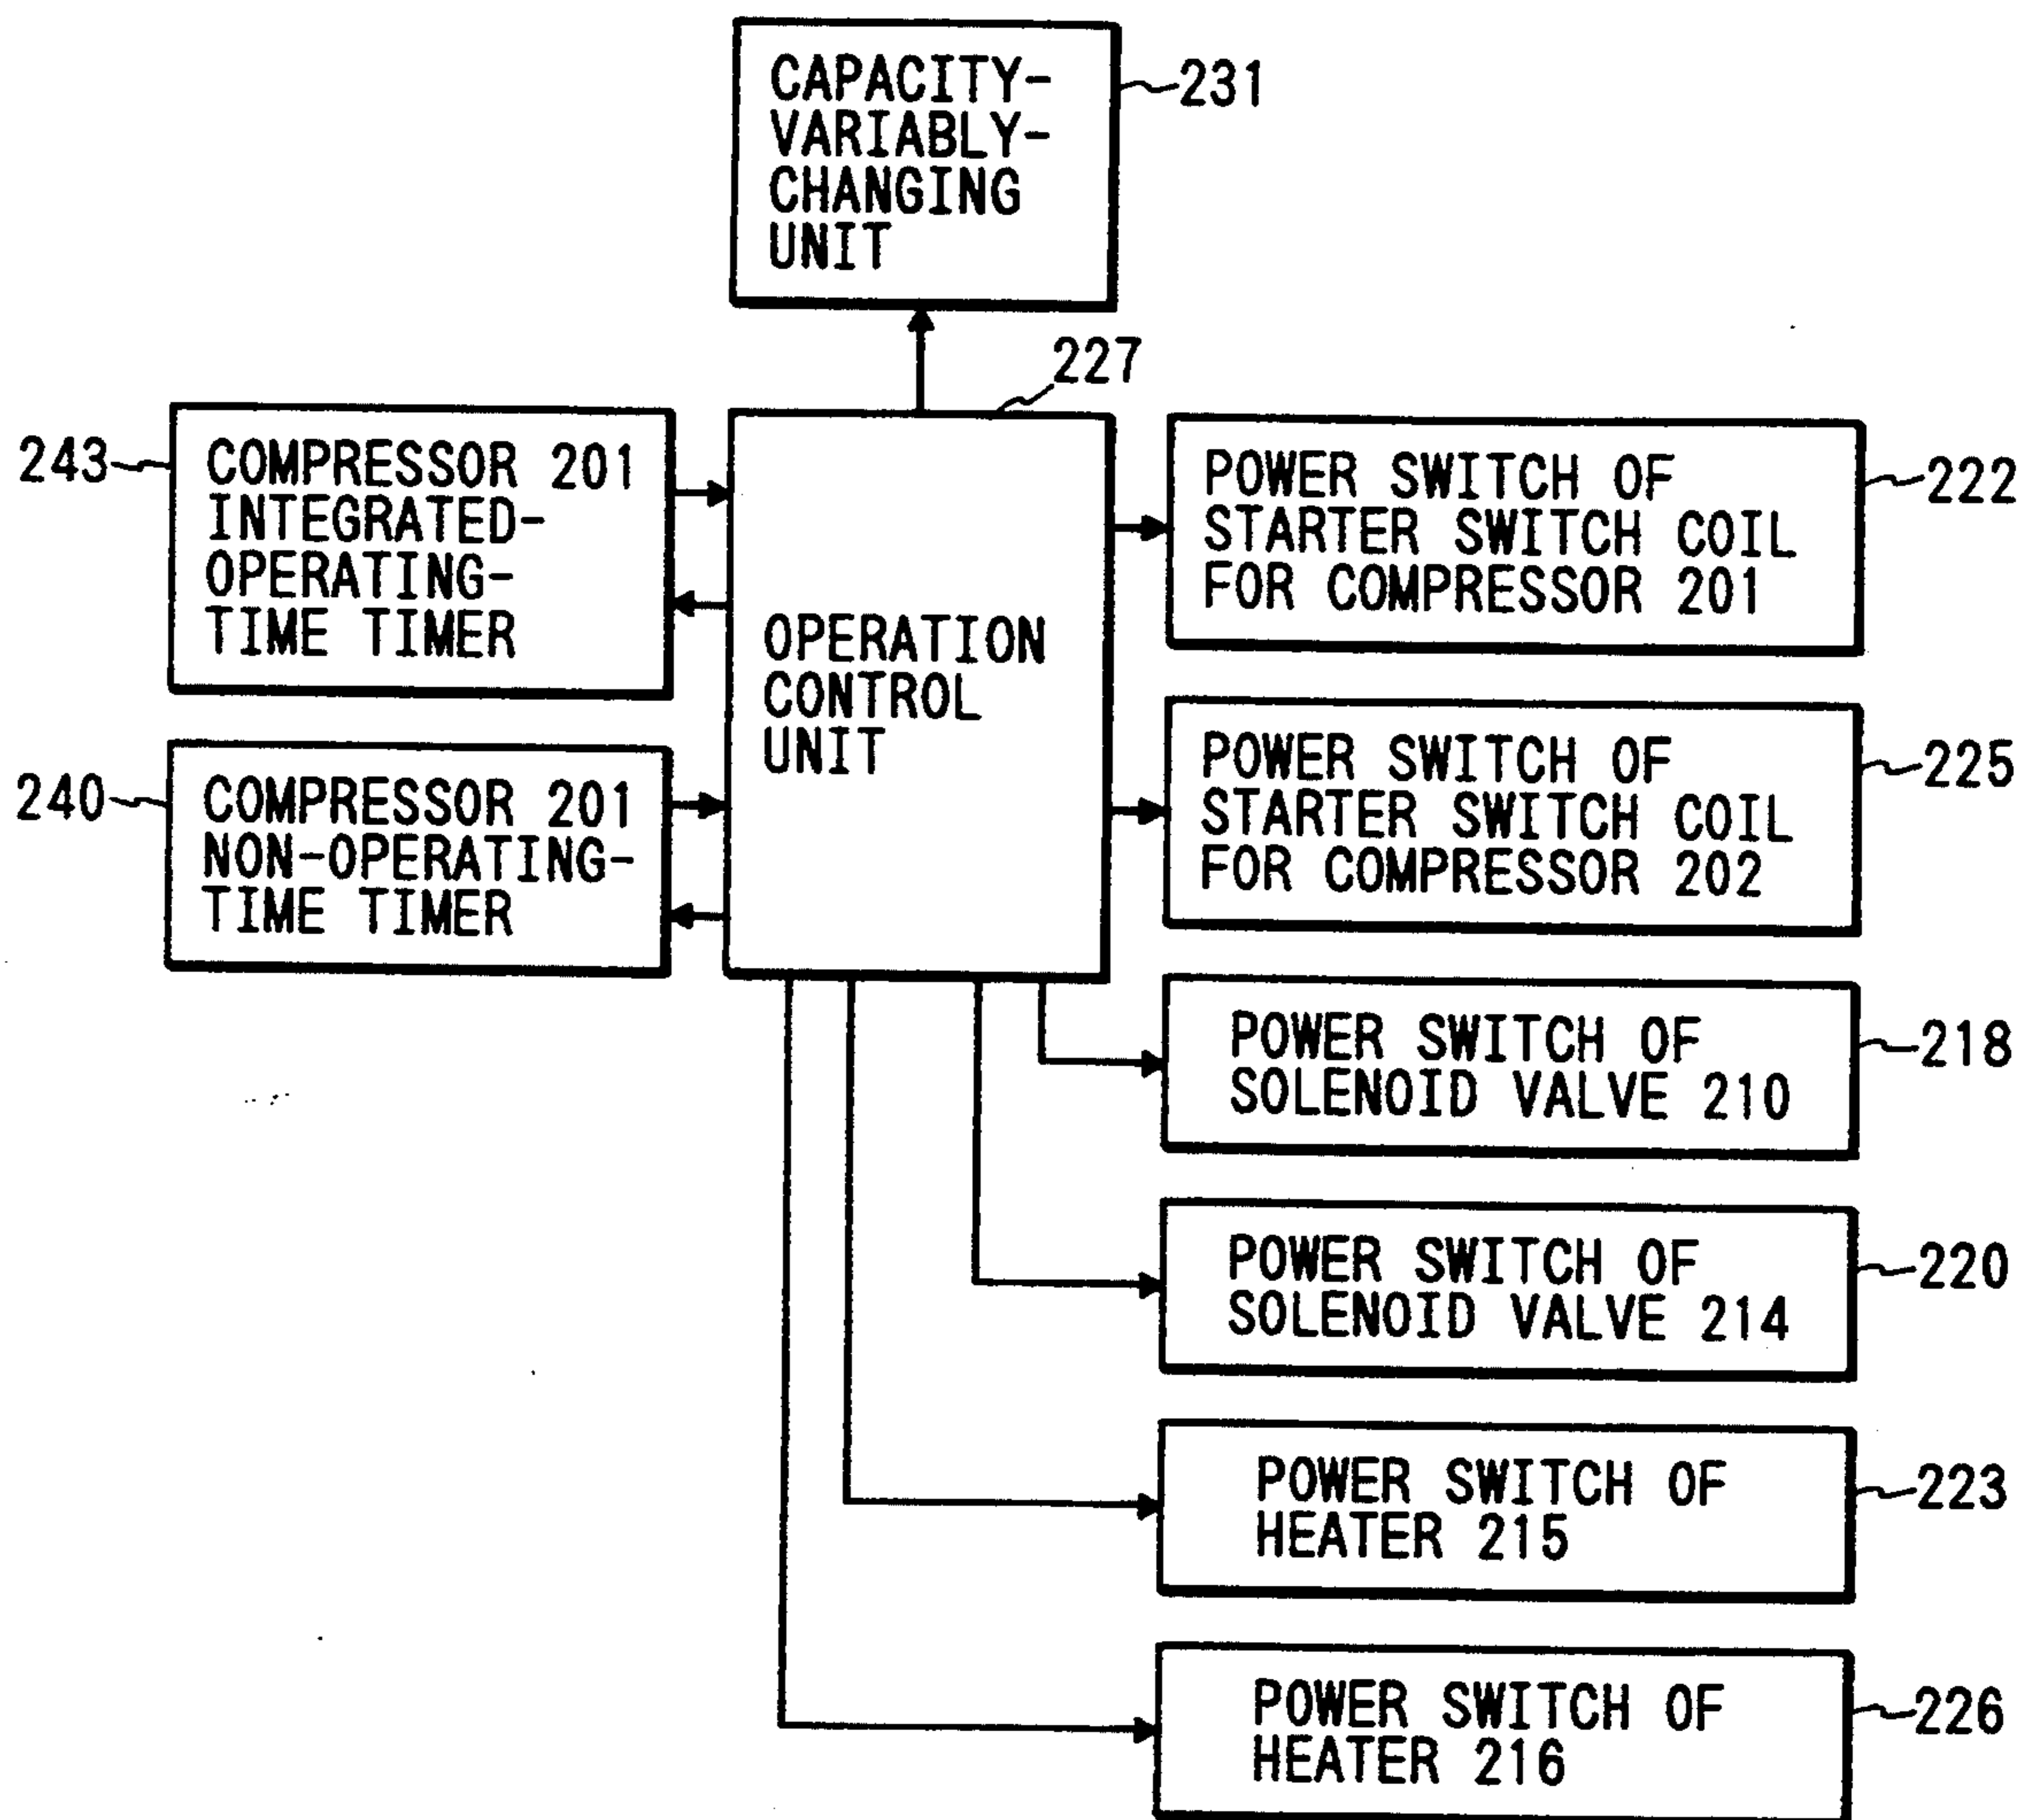 CAPACITY-
VARIABLY-
CHANGING
UNIT
231
227
243
COMPRESSOR 201
INTEGRATED-
OPERATING-
TIME TIMER
240
COMPRESSOR 201
NON-OPERATING-
TIME TIMER
OPERATION
CONTROL
UNIT
POWER SWITCH OF
STARTER SWITCH COIL
FOR COMPRESSOR 201
222
POWER SWITCH OF
STARTER SWITCH COIL
FOR COMPRESSOR 202
225
POWER SWITCH OF
SOLENOID VALVE 210
218
POWER SWITCH OF
SOLENOID VALVE 214
220
POWER SWITCH OF
HEATER 215
223
POWER SWITCH OF
HEATER 216
226